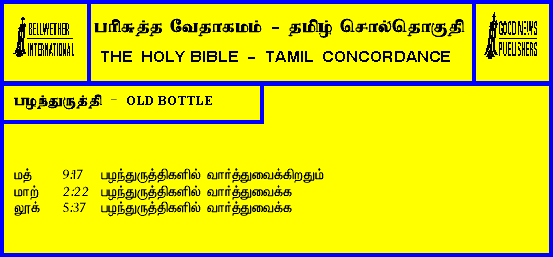 BELLWETHER
INTERNATIONAL
பரிசுத்த வேதாகமம் - தமிழ் சொல்தொகுதி
THE HOLY BIBLE - TAMIL CONCORDANCE
GOOD NEWS
PUBLISHERS
பழந்துருத்தி - OLD BOTTLE
மத் 9:17 பழந்துருத்திகளில் வார்த்துவைக்கிறதும்
மாற் 2:22 பழந்துருத்திகளில் வார்த்துவைக்க
லூக் 5:37 பழந்துருத்திகளில் வார்த்துவைக்க